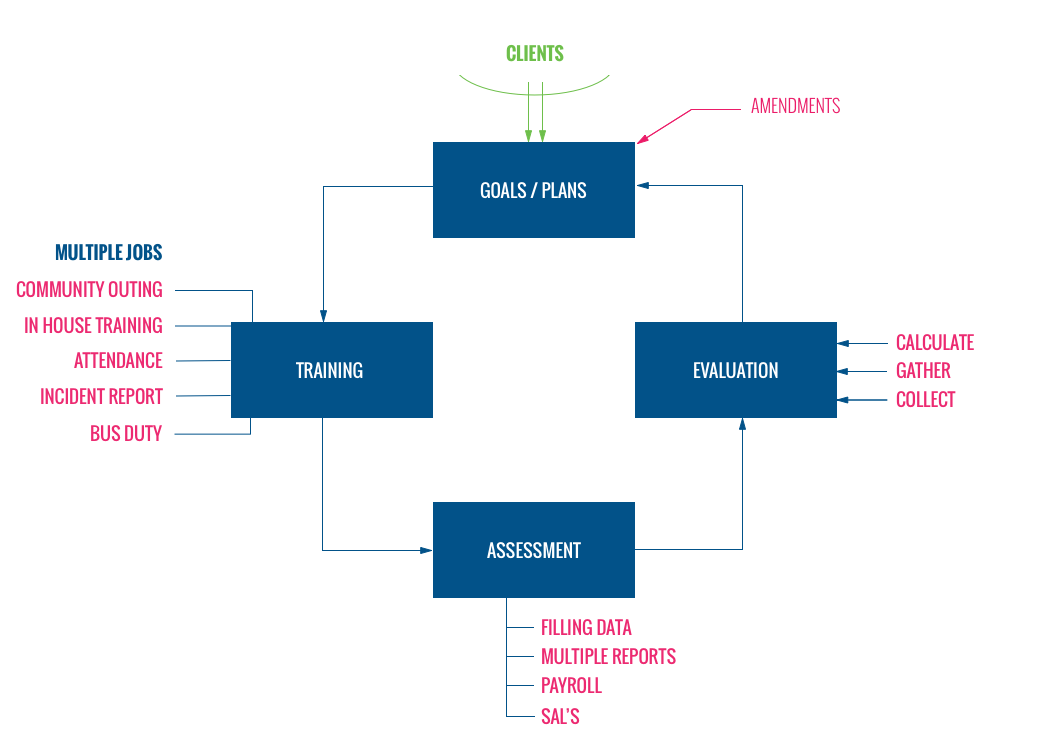 CLIENTS
AMENDMENTS
GOALS / PLANS
MULTIPLE JOBS
COMMUNITY OUTING
IN HOUSE TRAINING
ATTENDANCE
INCIDENT REPORT
BUS DUTY
TRAINING
EVALUATION
CALCULATE
GATHER
COLLECT
ASSESSMENT
FILLING DATA
MULTIPLE REPORTS
PAYROLL
SAL'S